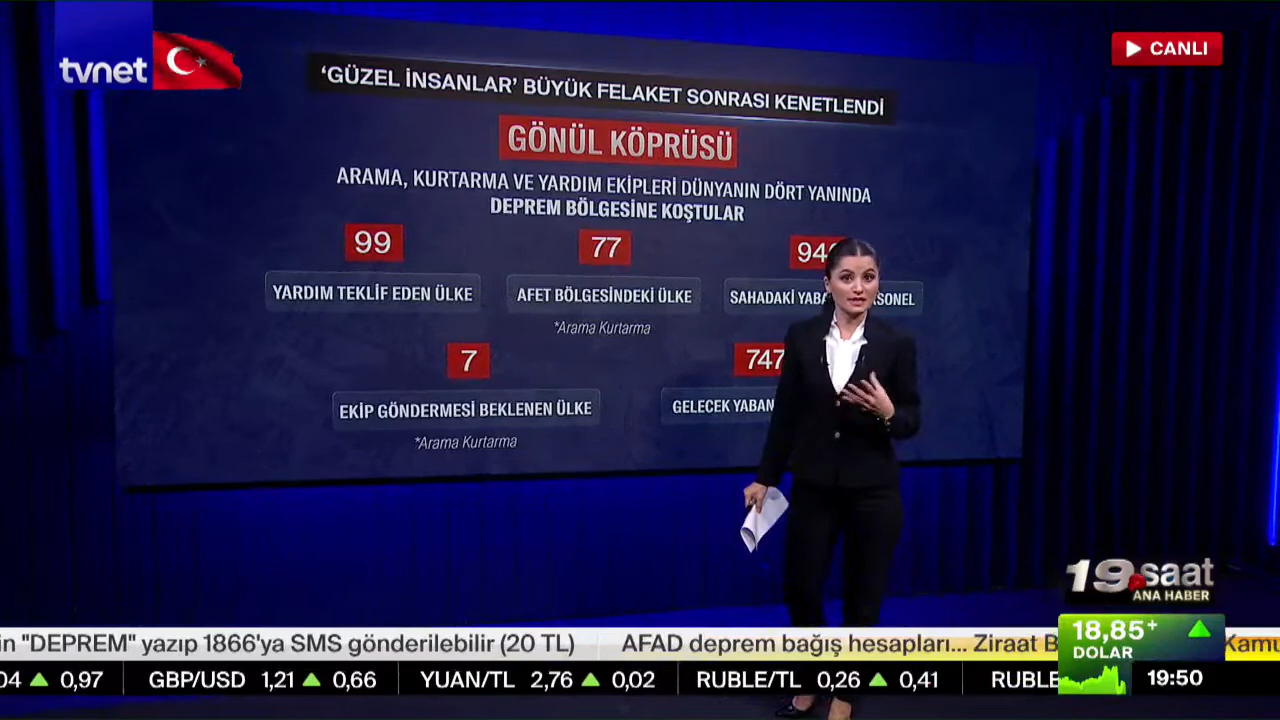 tvnet
CANLI
'GÜZEL İNSANLAR' BÜYÜK FELAKET SONRASI KENETLENDİ
GÖNÜL KÖPRÜSÜ
ARAMA, KURTARMA VE YARDIM EKİPLERİ DÜNYANIN DÖRT YANINDA
DEPREM BÖLGESİNE KOŞTULAR
99
77
YARDIM TEKLİF EDEN ÜLKE
AFET BÖLGESİNDEKİ ÜLKE
SAHADAKİ
*Arama Kurtarma
7
747
EKİP GÖNDERMESİ BEKLENEN ÜLKE
GELECEK
*Arama Kurtarma
19.saat
ANA HABER
"DEPREM" yazıp 1866'ya SMS gönderilebilir (20 TL) AFAD deprem bağış hesapları... Ziraat
18,85+
DOLAR
0,97 GBP/USD 1,21 0,66 YUAN/TL 2,76 0,02 RUBLE/TL 0,26 0,41 RUBLE
19:50